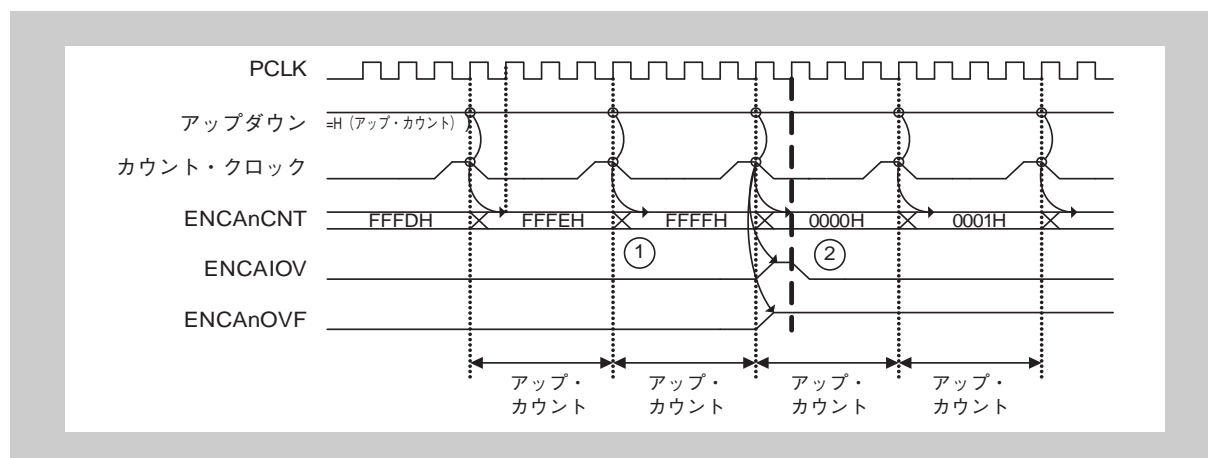 PCLK
アップダウン =H (アップ・カウント)
カウント・クロック
ENCAnCNT FFFDH FFFEH FFFFH 0000H 0001H
① ②
ENCAIOV
ENCAnOVF
アップ・ アップ・ アップ・ アップ・
カウント カウント カウント カウント